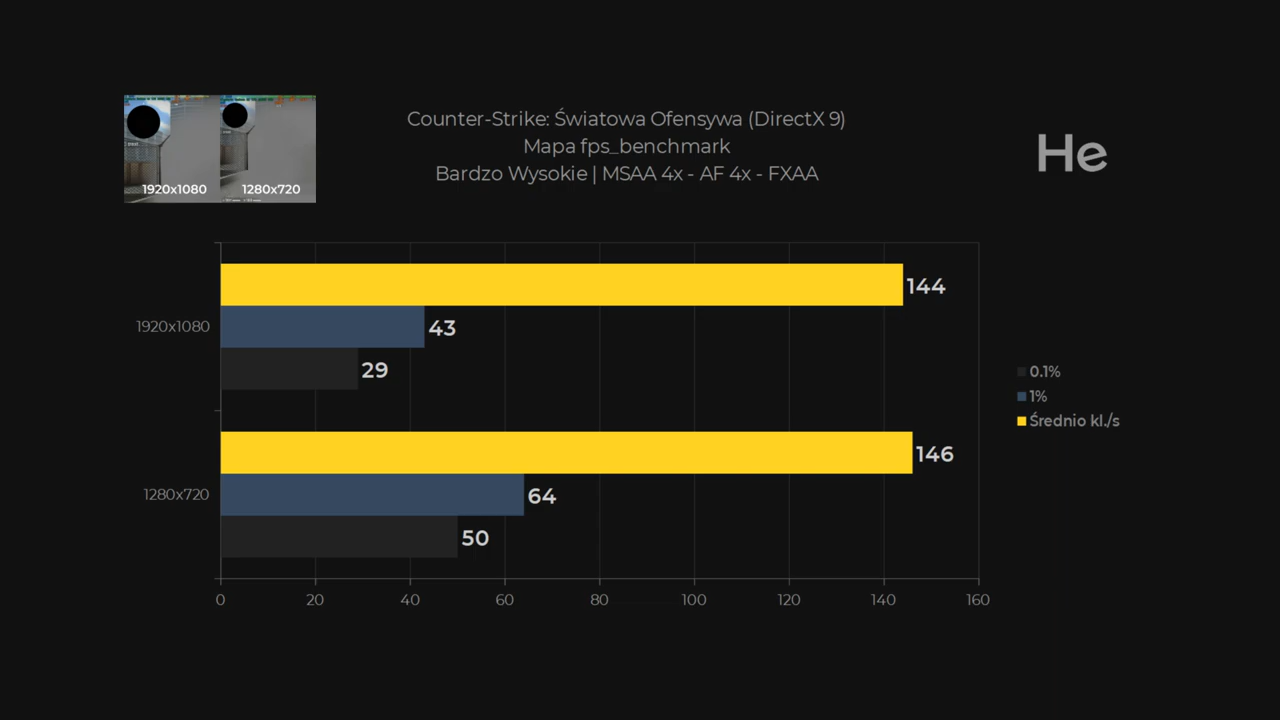 Counter-Strike: Światowa Ofensywa (DirectX 9)
Mapa fps_benchmark
Bardzo Wysokie | MSAA 4x - AF 4x - FXAA
He
1920x1080
1280x720
1920x1080
144
43
29
1280x720
146
64
50
0.1%
1%
Średnio kl./s
0
20
40
60
80
100
120
140
160